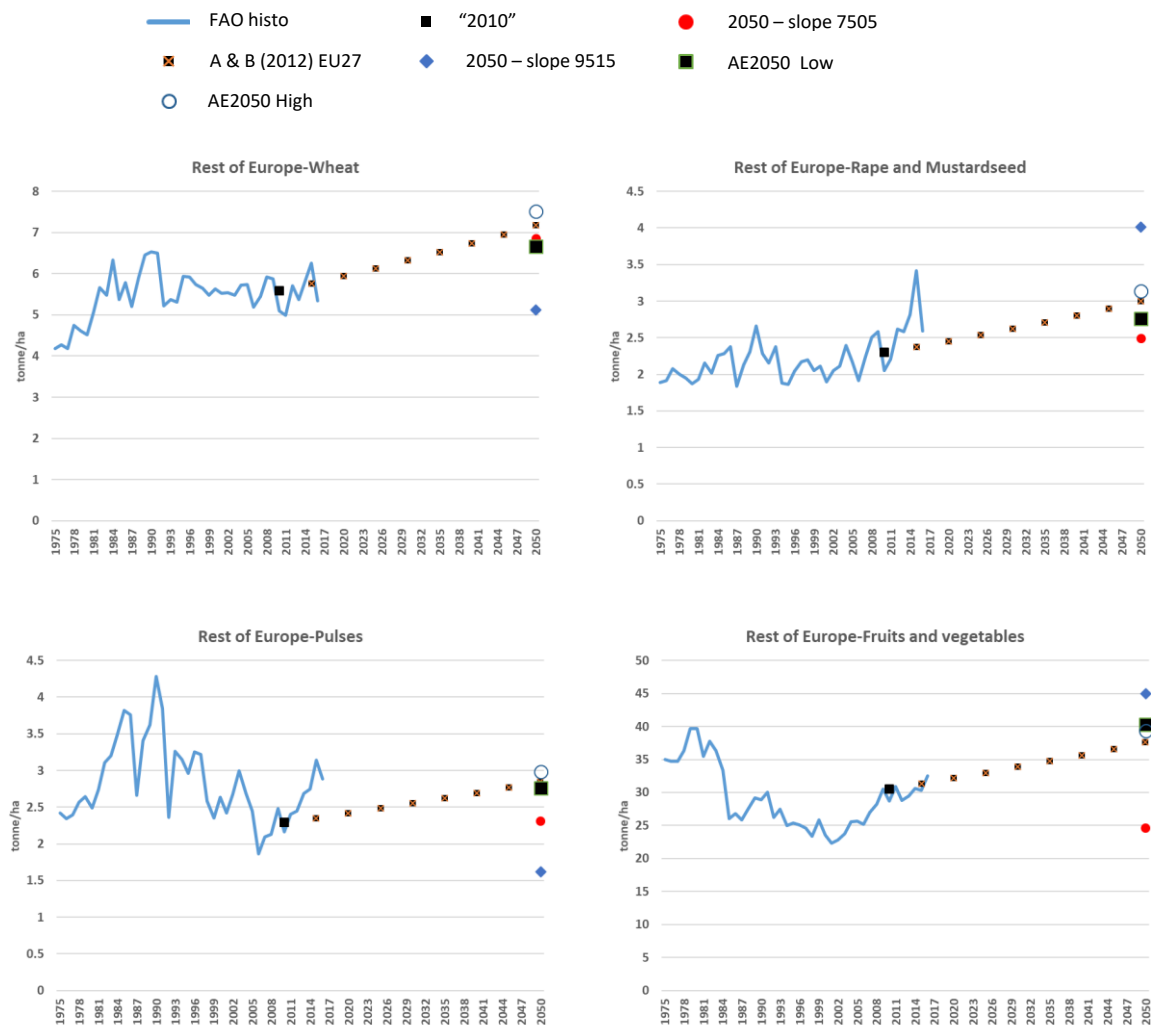 FAO histo “2010” 2050 – slope 7505
A & B (2012) EU27 2050 – slope 9515 AE2050 Low
AE2050 High
Rest of Europe-Wheat
tonne/ha
8
7
6
5
4
3
2
1
0
1975 1978 1981 1984 1987 1990 1993 1996 1999 2002 2005 2008 2011 2014 2017 2020 2023 2026 2029 2032 2035 2038 2041 2044 2047 2050
Rest of Europe-Rape and Mustardseed
tonne/ha
4.5
4
3.5
3
2.5
2
1.5
1
0.5
0
1975 1978 1981 1984 1987 1990 1993 1996 1999 2002 2005 2008 2011 2014 2017 2020 2023 2026 2029 2032 2035 2038 2041 2044 2047 2050
Rest of Europe-Pulses
tonne/ha
4.5
4
3.5
3
2.5
2
1.5
1
0.5
0
1975 1978 1981 1984 1987 1990 1993 1996 1999 2002 2005 2008 2011 2014 2017 2020 2023 2026 2029 2032 2035 2038 2041 2044 2047 2050
Rest of Europe-Fruits and vegetables
tonne/ha
50
45
40
35
30
25
20
15
10
5
0
1975 1978 1981 1984 1987 1990 1993 1996 1999 2002 2005 2008 2011 2014 2017 2020 2023 2026 2029 2032 2035 2038 2041 2044 2047 2050